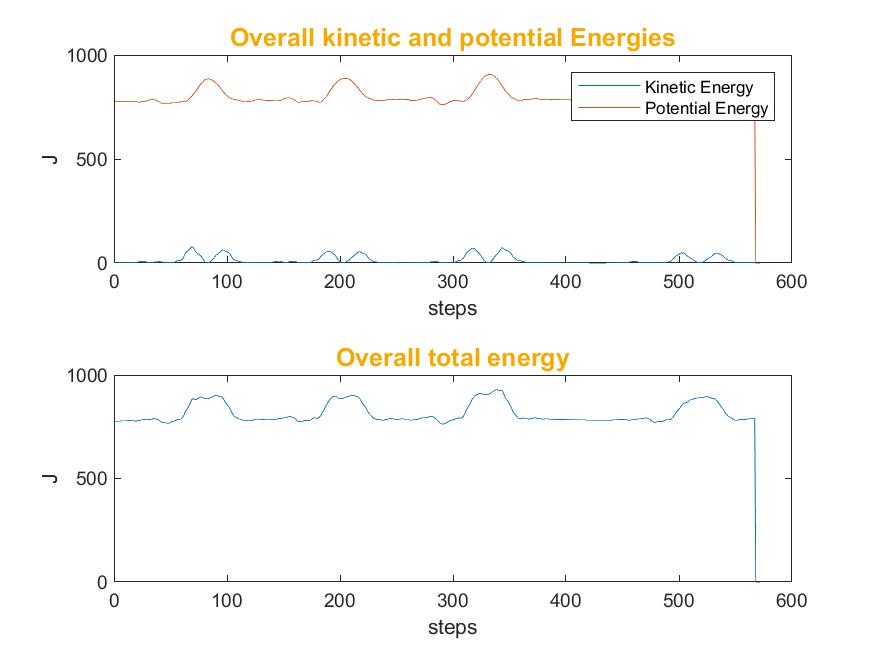 Overall kinetic and potential Energies
1000
500
0
J
Kinetic Energy
Potential Energy
0 100 200 300 400 500 600
steps
Overall total energy
1000
500
0
J
0 100 200 300 400 500 600
steps